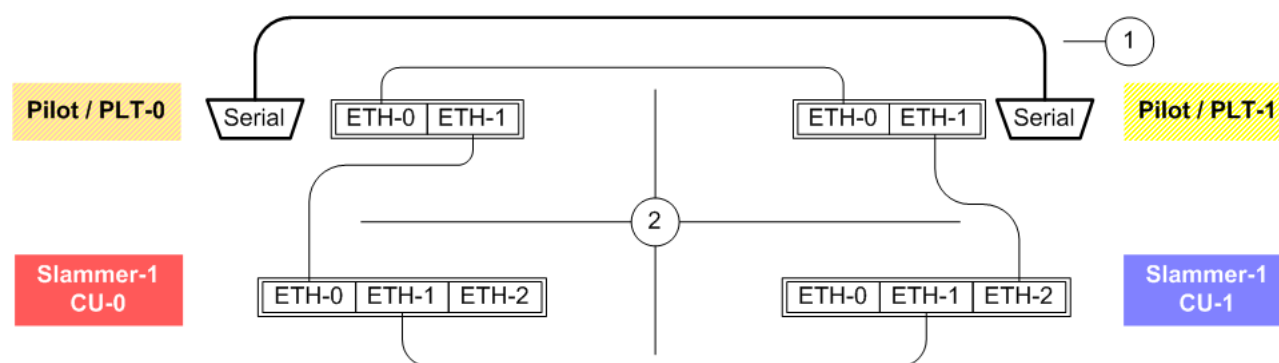 1
Pilot / PLT-0
Serial
ETH-0 ETH-1
ETH-0 ETH-1
Serial
Pilot / PLT-1
2
Slammer-1
CU-0
ETH-0 ETH-1 ETH-2
ETH-0 ETH-1 ETH-2
Slammer-1
CU-1